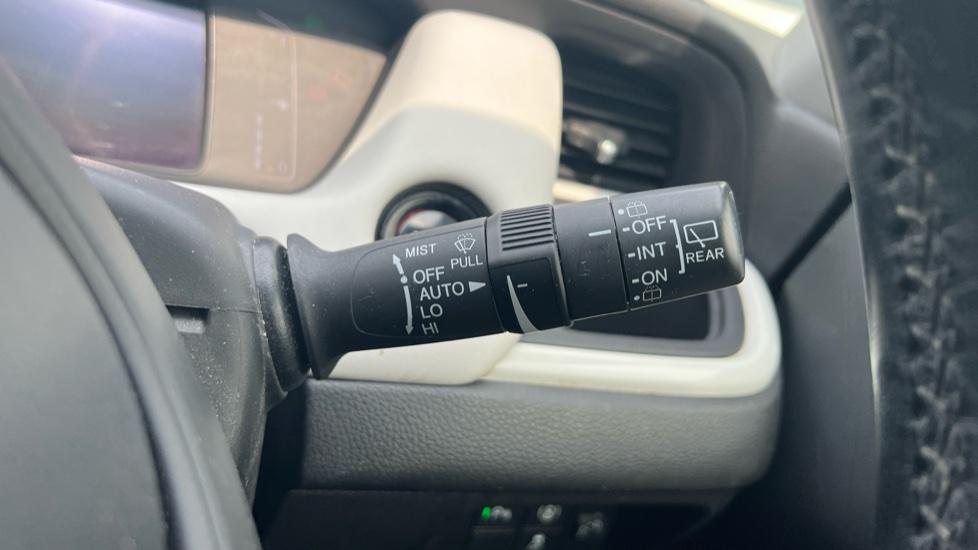 MIST
PULL
OFF
AUTO
LO
HI
OFF
INT
ON
REAR